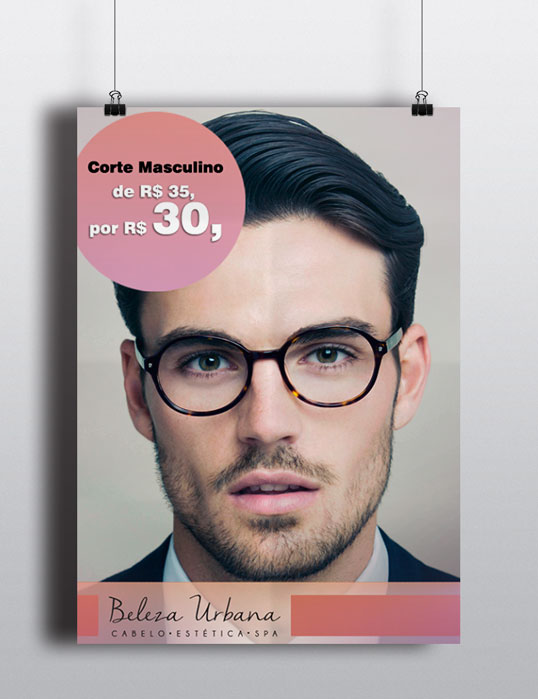 Corte Masculino
de R$ 35,
por R$ 30,
Beleza Urbana
CABELO•ESTÉTICA•SPA